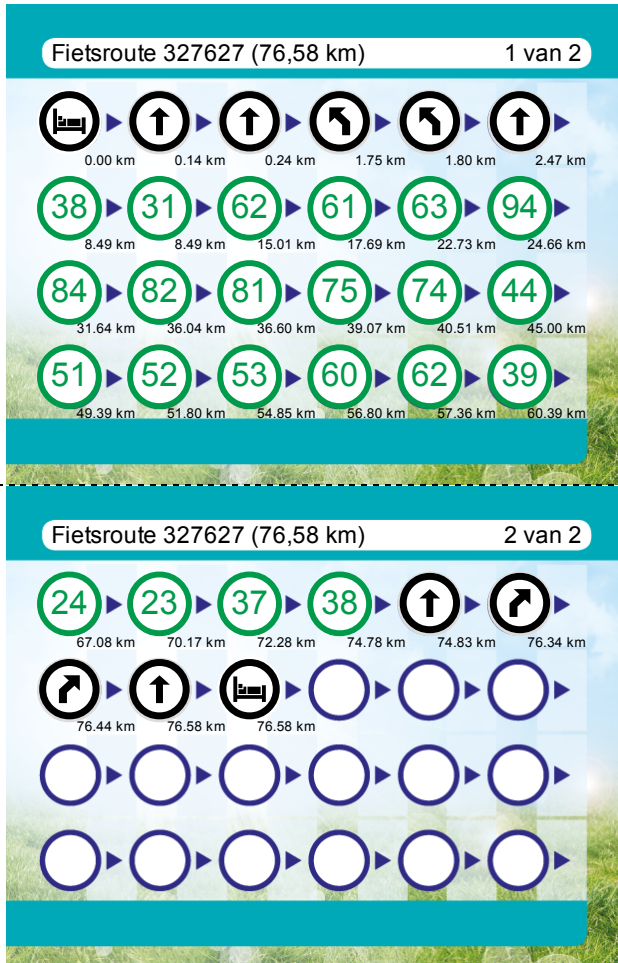 Fietsroute 327627 (76,58 km) 1 van 2
0.00 km 0.14 km 0.24 km 1.75 km 1.80 km 2.47 km
38 31 62 61 63 94
8.49 km 8.49 km 15.01 km 17.69 km 22.73 km 24.66 km
84 82 81 75 74 44
31.64 km 36.04 km 36.60 km 39.07 km 40.51 km 45.00 km
51 52 53 60 62 39
49.39 km 51.80 km 54.85 km 56.80 km 57.36 km 60.39 km
Fietsroute 327627 (76,58 km) 2 van 2
24 23 37 38
67.08 km 70.17 km 72.28 km 74.78 km 74.83 km 76.34 km
76.44 km 76.58 km 76.58 km